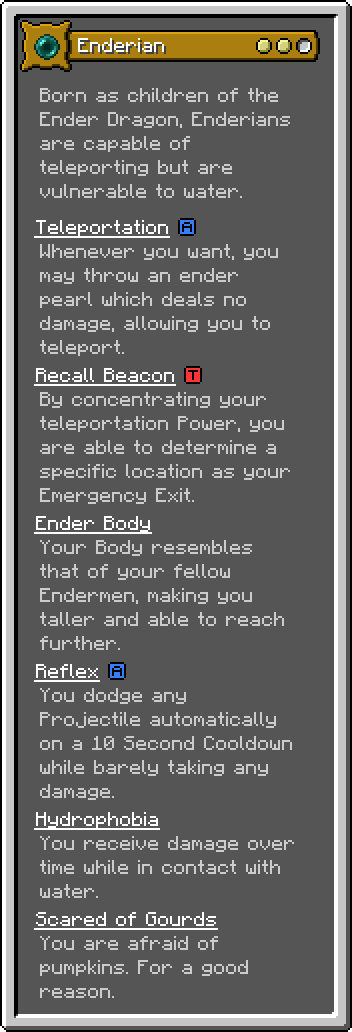 Enderian
Born as children of the
Ender Dragon, Enderians
are capable of
teleporting but are
vulnerable to water.
Teleportation A
Whenever you want, you
may throw an ender
pearl which deals no
damage, allowing you to
teleport.
Recall Beacon T
By concentrating your
teleportation Power, you
are able to determine a
specific location as your
Emergency Exit.
Ender Body
Your Body resembles
that of your fellow
Endermen, making you
taller and able to reach
further.
Reflex A
You dodge any
Projectile automatically
on a 10 Second Cooldown
while barely taking any
damage.
Hydrophobia
You receive damage over
time while in contact with
water.
Scared of Gourds
You are afraid of
pumpkins. For a good
reason.